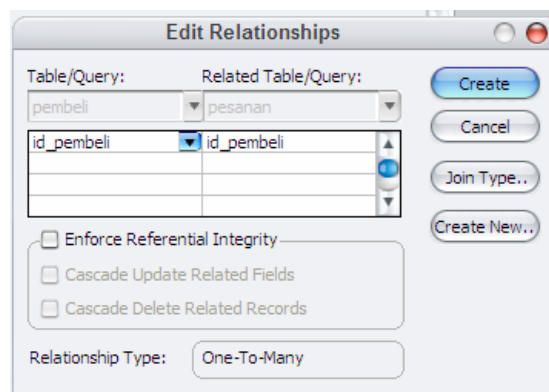 Edit Relationships
Table/Query: Related Table/Query:
pembeli pesanan
id_pembeli id_pembeli
Create
Cancel
Join Type..
Create New..
Enforce Referential Integrity
Cascade Update Related Fields
Cascade Delete Related Records
Relationship Type: One-To-Many